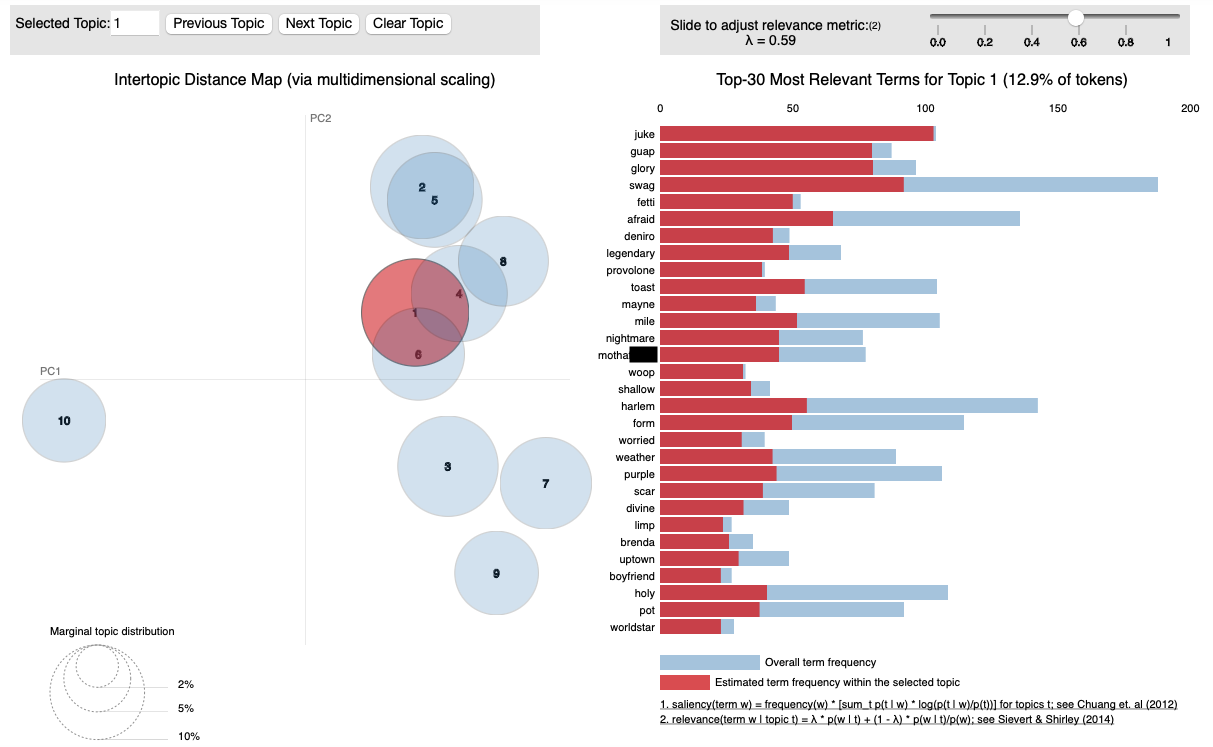 Selected Topic: 1 Previous Topic Next Topic Clear Topic
Slide to adjust relevance metric:(2)
λ = 0.59
0.0 0.2 0.4 0.6 0.8 1
Intertopic Distance Map (via multidimensional scaling)
PC2
PC1
2
5
8
4
1
6
10
3
7
9
Marginal topic distribution
2%
5%
10%
Top-30 Most Relevant Terms for Topic 1 (12.9% of tokens)
0 50 100 150 200
juke
guap
glory
swag
fetti
afraid
deniro
legendary
provolone
toast
mayne
mile
nightmare
woop
shallow
harlem
form
worried
weather
purple
scar
divine
limp
brenda
uptown
boyfriend
holy
pot
worldstar
Overall term frequency
Estimated term frequency within the selected topic
1. saliency(term w) = frequency(w) * [sum_t p(t | w) * log(p(t | w)/p(t))] for topics t; see Chuang et. al (2012)
2. relevance(term w | topic t) = λ * p(w | t) + (1 - λ) * p(w | t)/p(w); see Sievert & Shirley (2014)